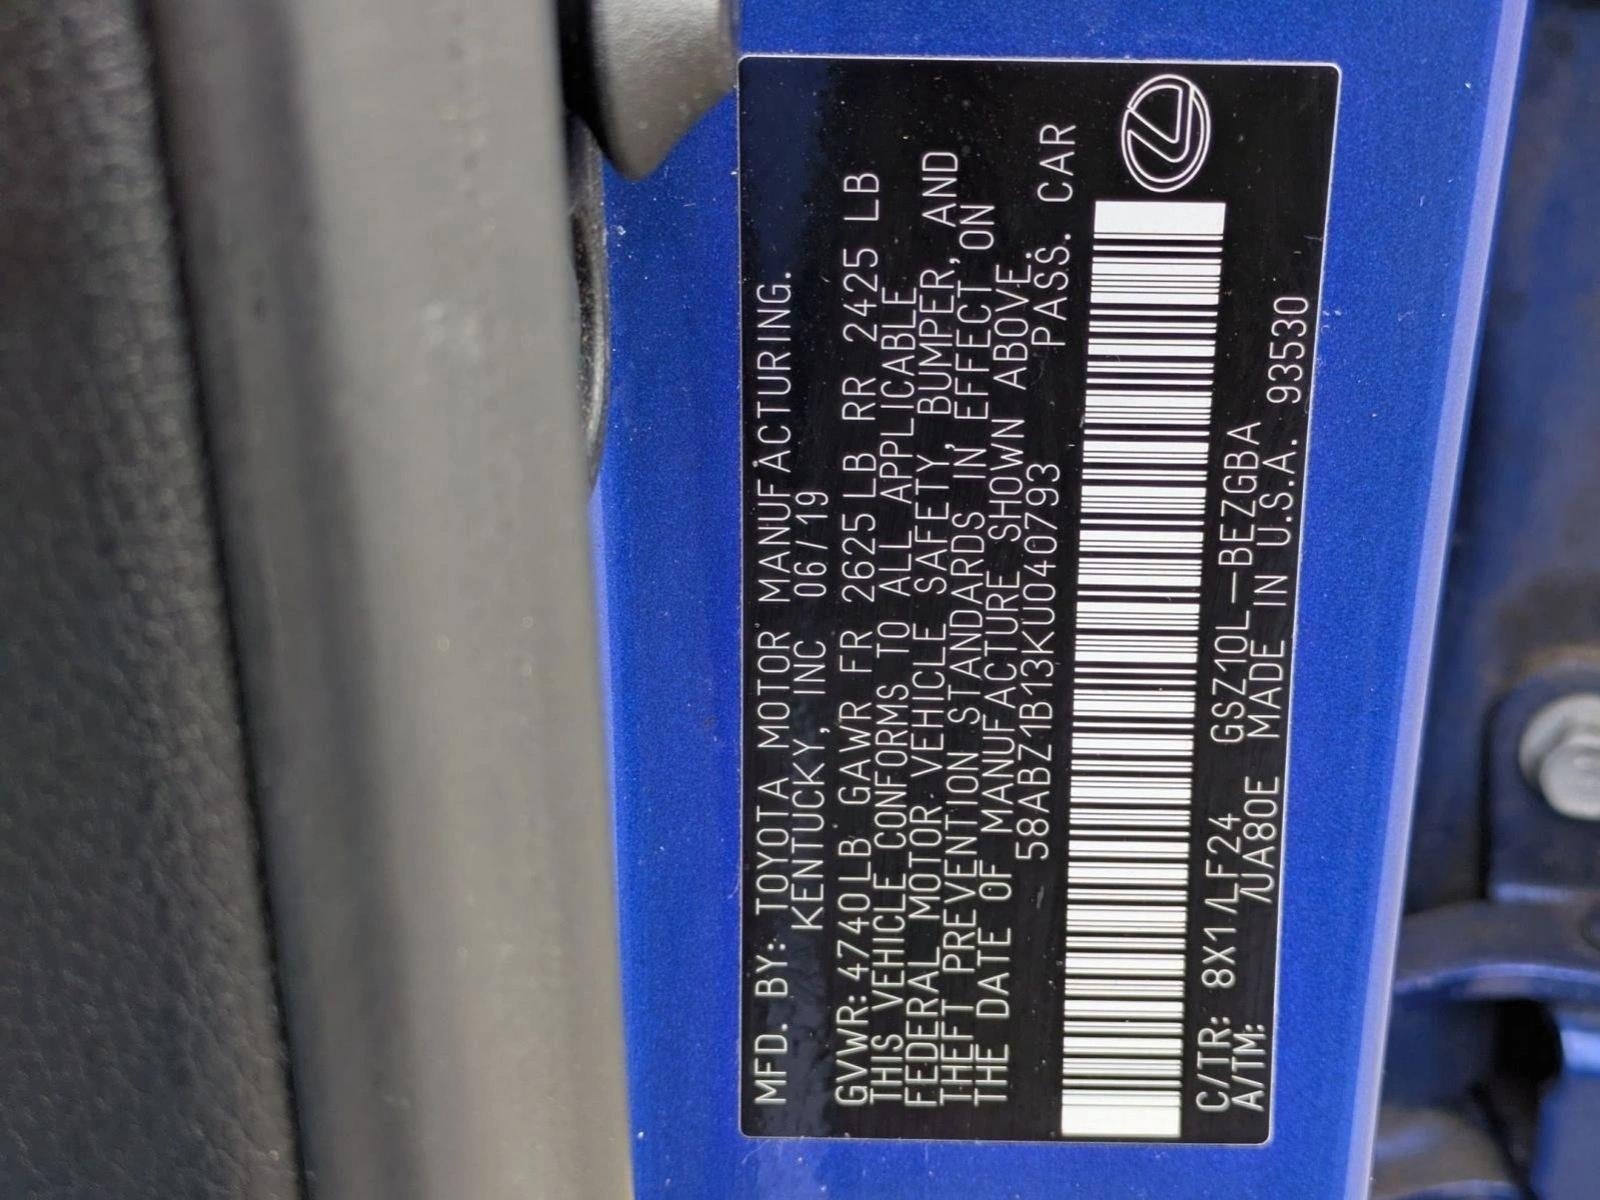 MFD. BY: TOYOTA MOTOR MANUFACTURING.
KENTUCKY, INC 06/19
GVWR: 4740LB GAWR FR 2625LB RR 2425 LB
THIS VEHICLE CONFORMS TO ALL APPLICABLE
FEDERAL MOTOR VEHICLE SAFETY, BUMPER, AND
THEFT PREVENTION STANDARDS IN EFFECT ON
THE DATE OF MANUFACTURE SHOWN ABOVE.
58ABZ1B13KU040793 PASS. CAR
C/TR: 8X1/LF24 GSZ10L-BEZGBA
A/TM: /UA80E MADE IN U.S.A. 93530